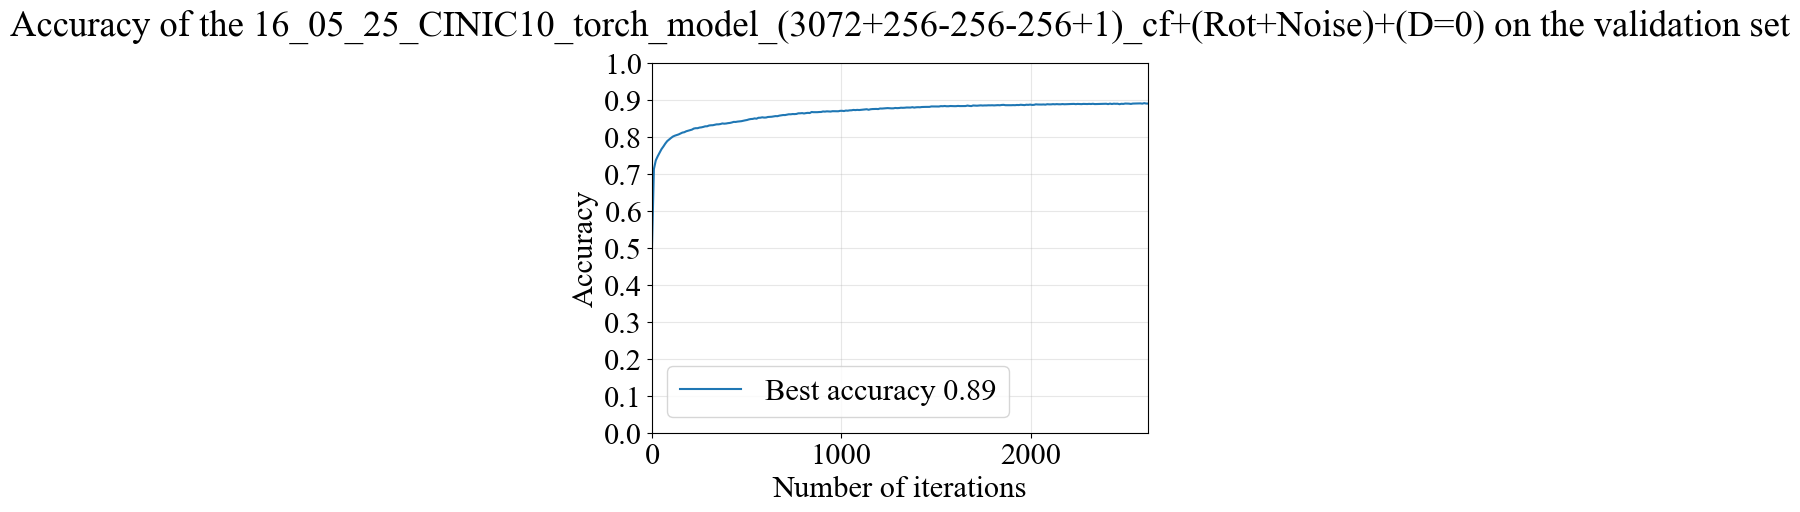 Accuracy of the 16_05_25_CINIC10_torch_model_(3072+256-256-256+1)_cf+(Rot+Noise)+(D=0) on the validation set
1.0
0.9
0.8
0.7
0.6
0.5
0.4
0.3
0.2
0.1
0.0
Accuracy
Best accuracy 0.89
0 1000 2000
Number of iterations